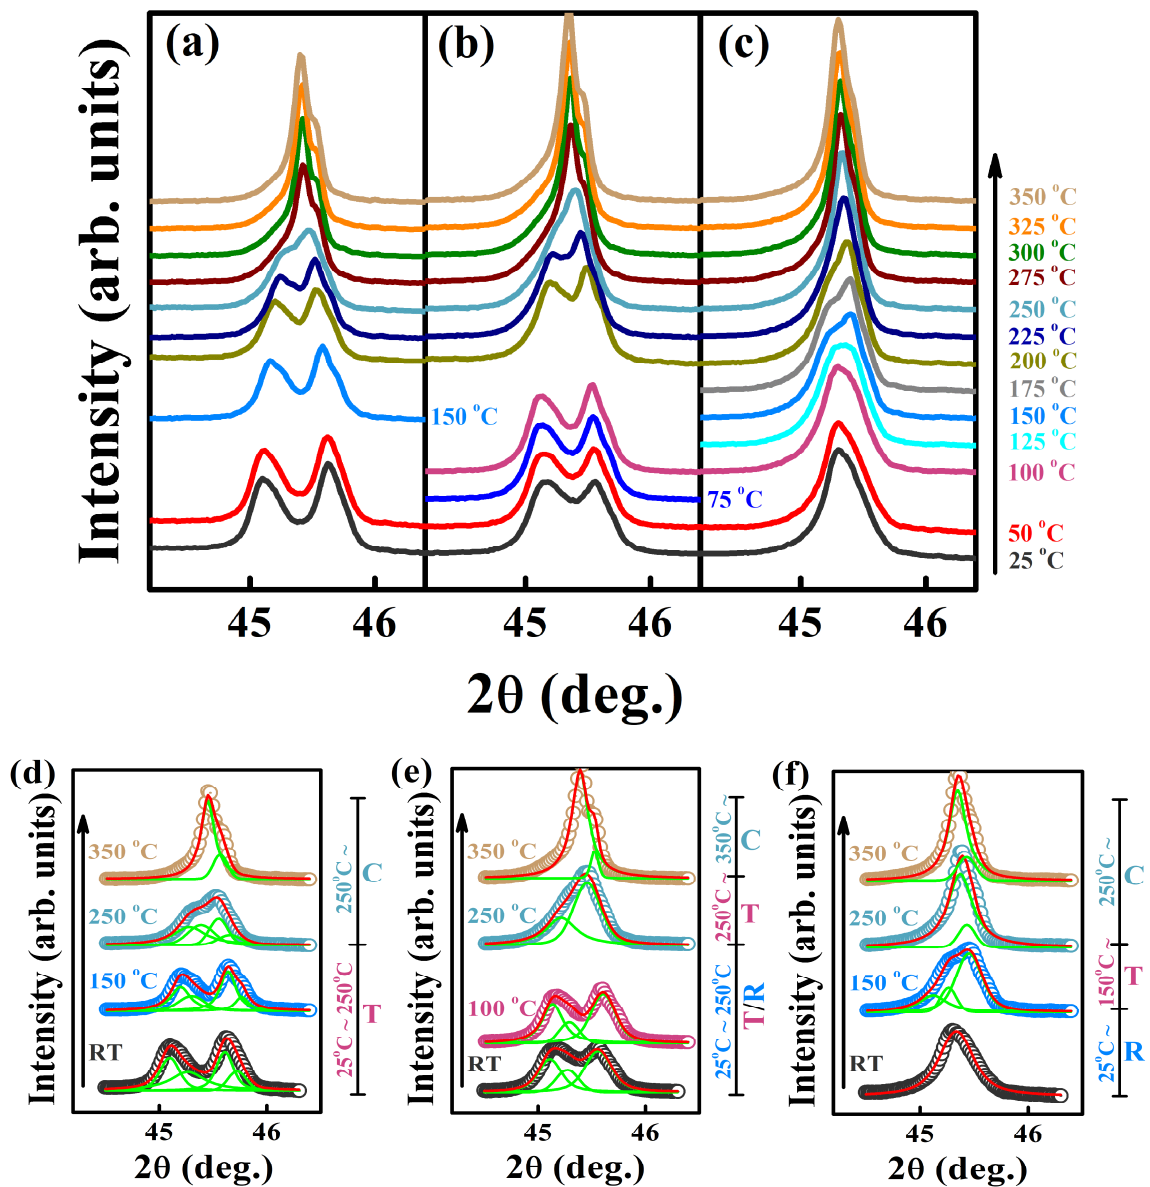 (a)
(b)
(c)
Intensity (arb. units)
350 °C
325 °C
300 °C
275 °C
250 °C
225 °C
200 °C
175 °C
150 °C
150 °C
125 °C
100 °C
75 °C
50 °C
25 °C
45 46 45 46 45 46
2θ (deg.)
(d)
Intensity (arb. units)
350 °C
250 °C
150 °C
RT
45 46
2θ (deg.)
250°C ~
C
25°C ~ 250°C
T
(e)
Intensity (arb. units)
350 °C
250 °C
100 °C
RT
45 46
2θ (deg.)
250°C ~ 350°C ~
C
T
25°C ~ 250°C
T/R
(f)
Intensity (arb. units)
350 °C
250 °C
150 °C
RT
45 46
2θ (deg.)
250°C ~
C
150°C ~
T
25°C ~
R